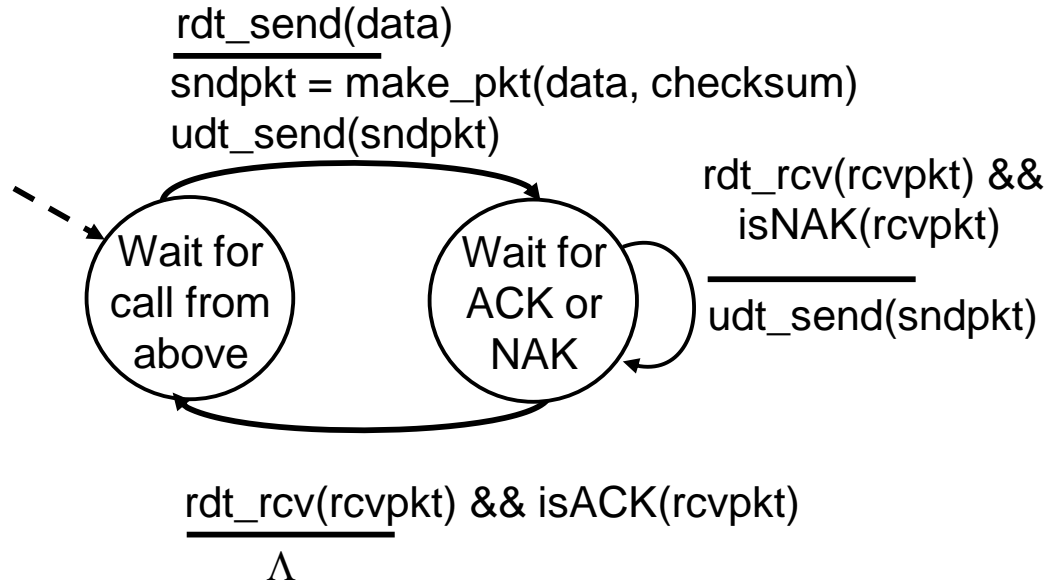 rdt_send(data)
sndpkt = make_pkt(data, checksum)
udt_send(sndpkt)
rdt_rcv(rcvpkt) &&
isNAK(rcvpkt)
udt_send(sndpkt)
Wait for
call from
above
Wait for
ACK or
NAK
rdt_rcv(rcvpkt) && isACK(rcvpkt)
Λ